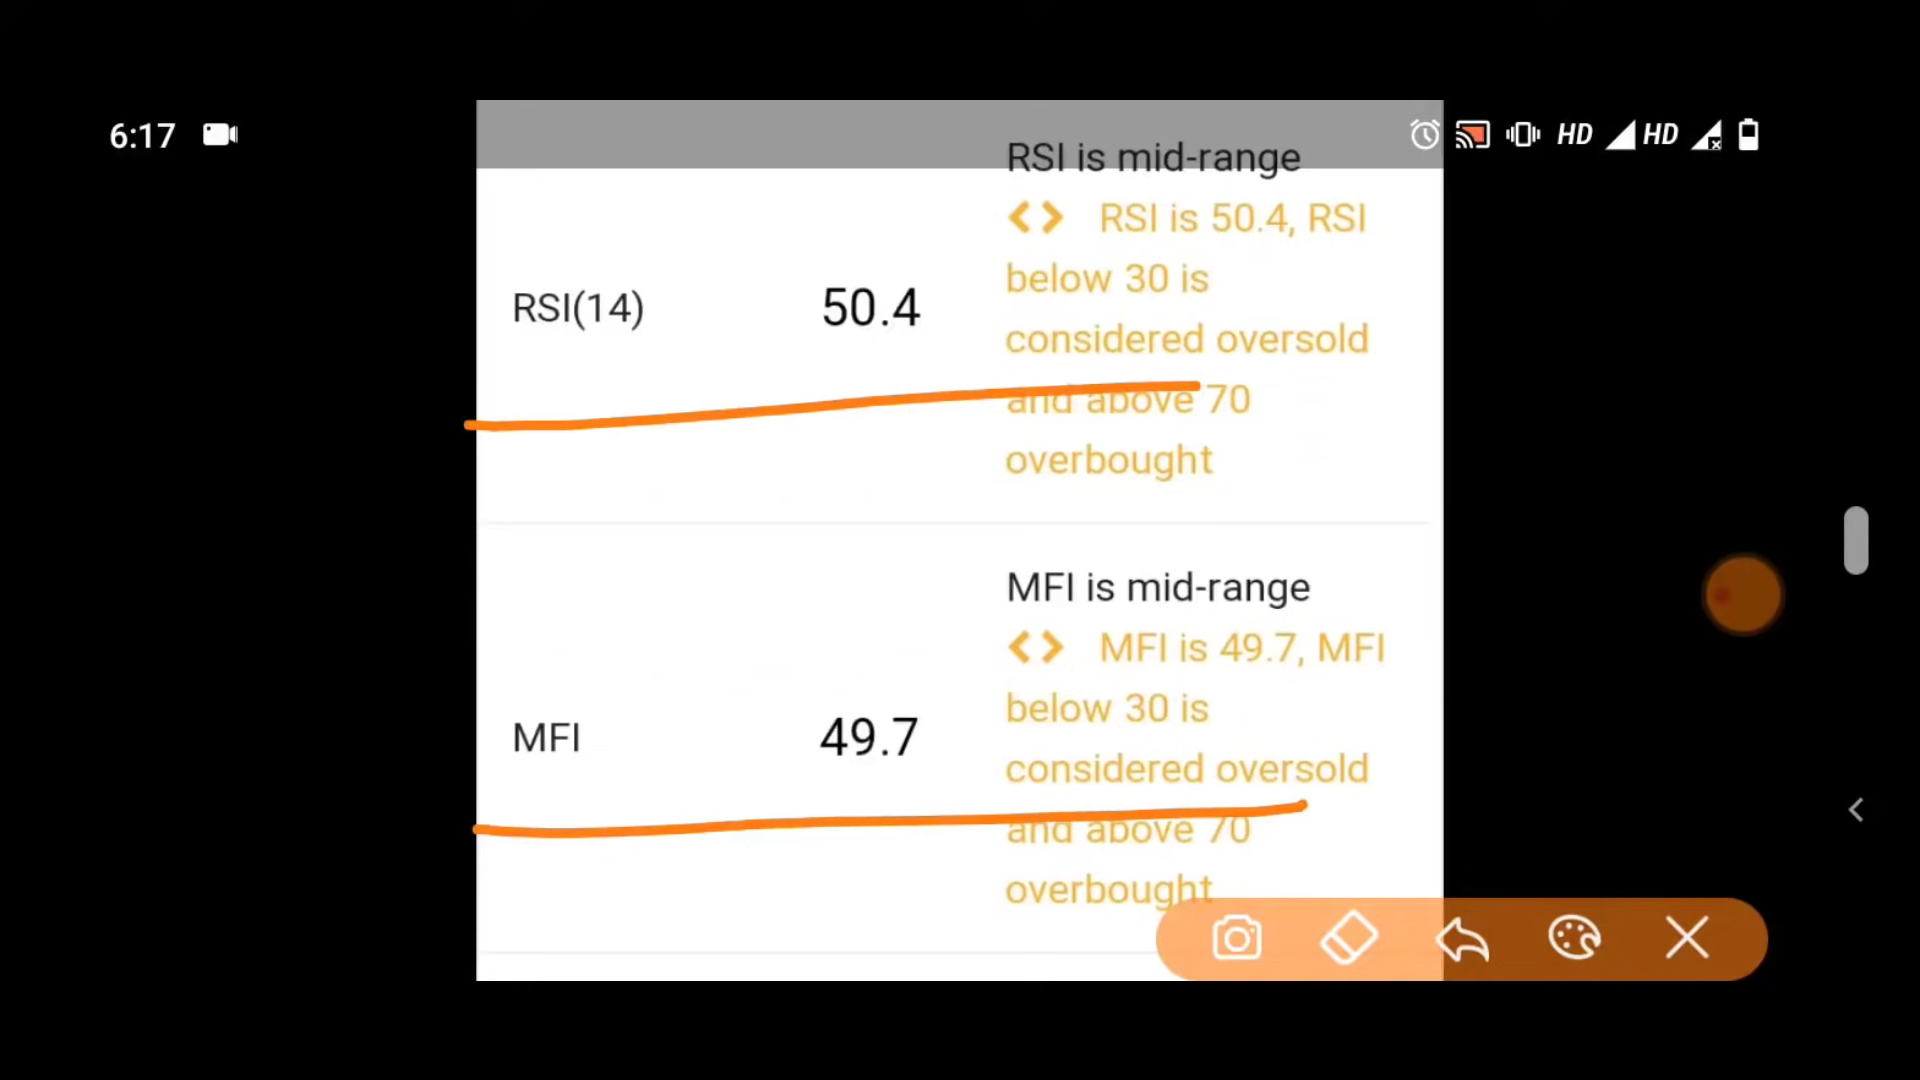 6:17
HD
HD
RSI is mid-range
RSI is 50.4, RSI
below 30 is
considered oversold
and above 70
overbought
RSI(14)
50.4
MFI is mid-range
MFI is 49.7, MFI
below 30 is
considered oversold
and above 70
overbought
MFI
49.7